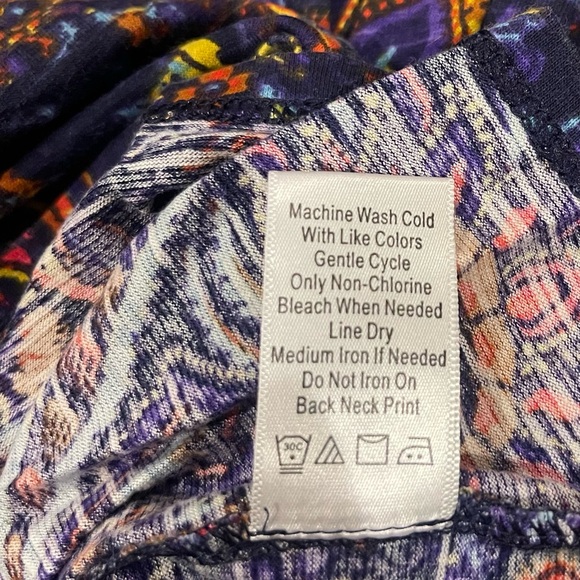 Machine Wash Cold
With Like Colors
Gentle Cycle
Only Non-Chlorine
Bleach When Needed
Line Dry
Medium Iron If Needed
Do Not Iron On
Back Neck Print
30C